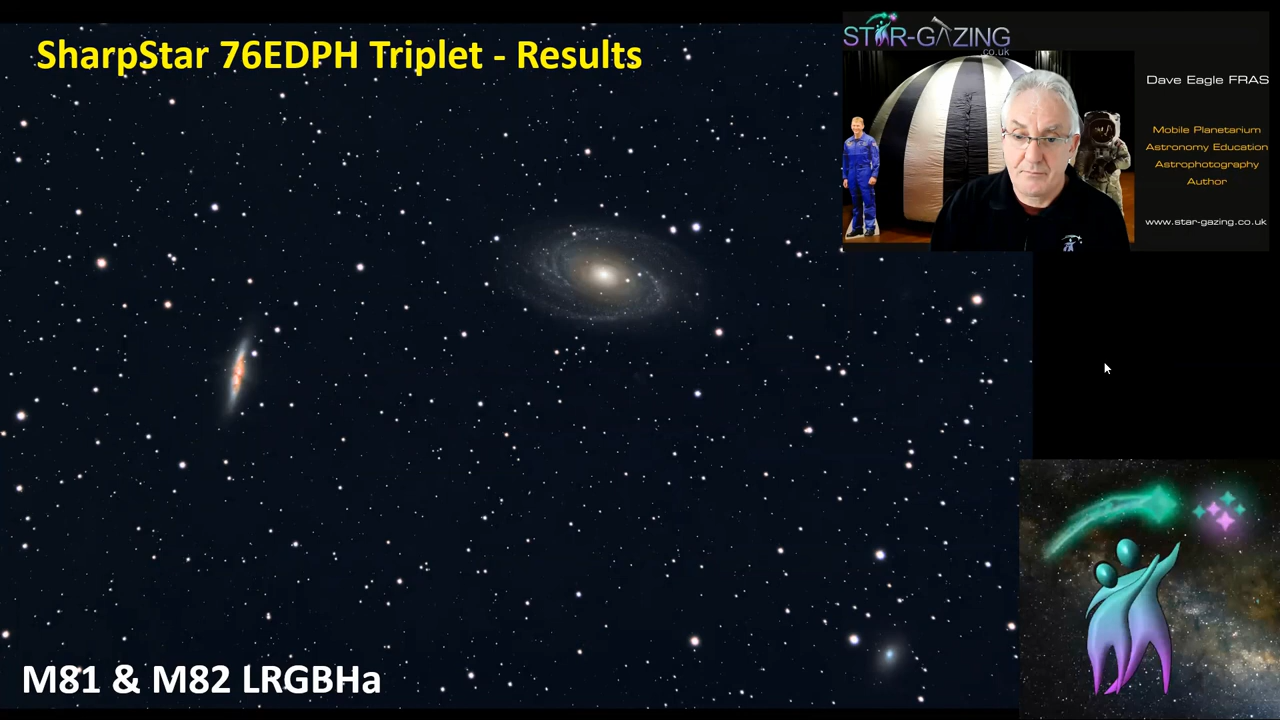 SharpStar 76EDPH Triplet - Results
STAR-GAZING
.co.uk
Dave Eagle FRAS
Mobile Planetarium
Astronomy Education
Astrophotography
Author
www.star-gazing.co.uk
M81 & M82 LRGBHa